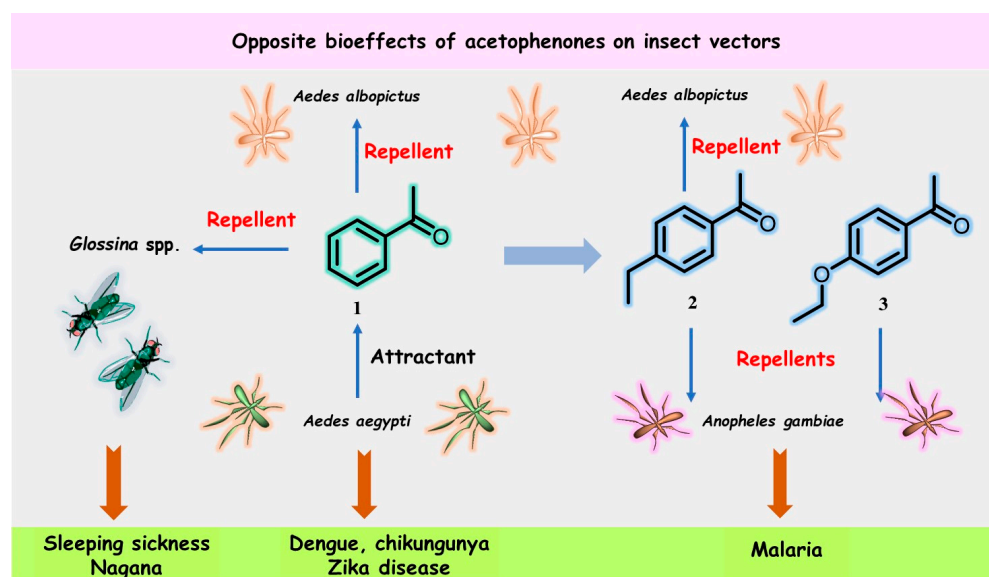 Opposite bioeffects of acetophenones on insect vectors
Aedes albopictus
Aedes albopictus
Repellent
Repellent
Repellent
Glossina spp.
O
O
O
1
2
3
Attractant
Repellents
Aedes aegypti
Anopheles gambiae
Sleeping sickness
Nagana
Dengue, chikungunya
Zika disease
Malaria
O